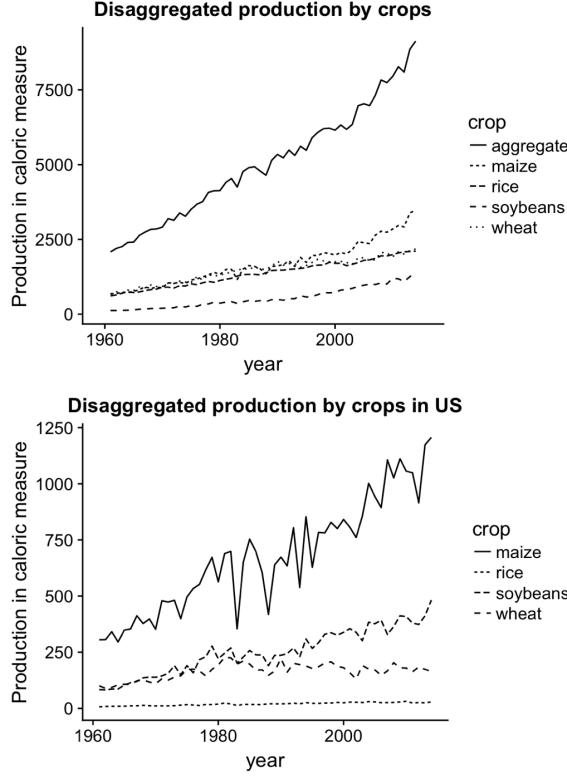 Disaggregated production by crops
Production in caloric measure
7500
5000
2500
0
1960
1980
2000
year
crop
aggregate
maize
rice
soybeans
wheat
Disaggregated production by crops in US
Production in caloric measure
1250
1000
750
500
250
0
1960
1980
2000
year
crop
maize
rice
soybeans
wheat